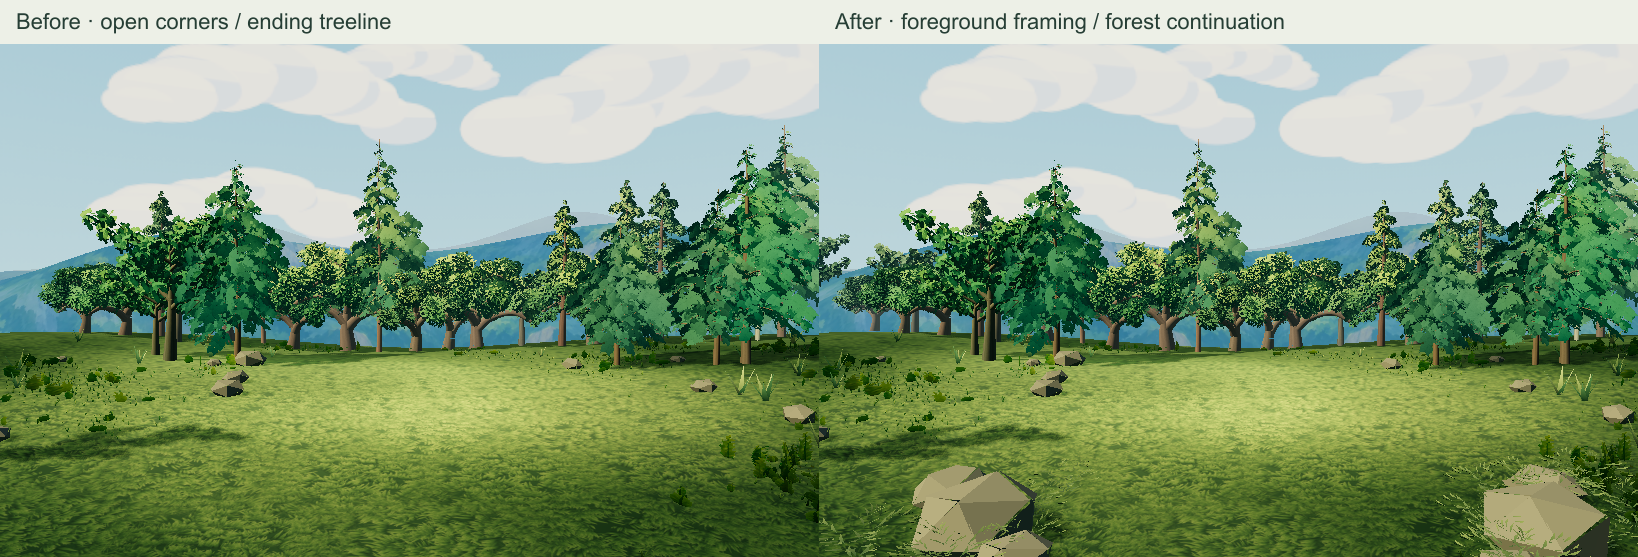 Before · open corners / ending treeline
After · foreground framing / forest continuation